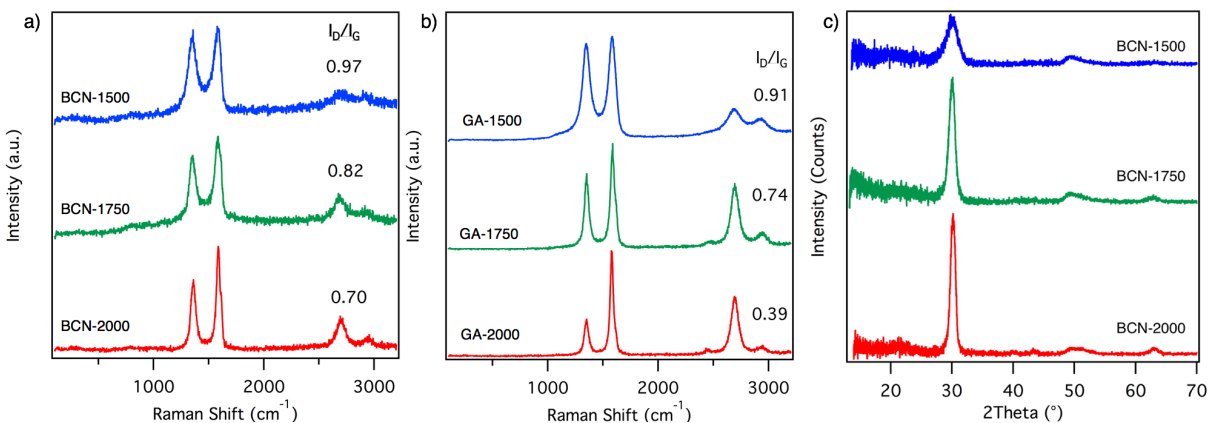 a)
I_D/I_G
0.97
BCN-1500
0.82
BCN-1750
0.70
BCN-2000
Intensity (a.u.)
1000 2000 3000
Raman Shift (cm⁻¹)
b)
I_D/I_G
0.91
GA-1500
0.74
GA-1750
0.39
GA-2000
Intensity (a.u.)
1000 2000 3000
Raman Shift (cm⁻¹)
c)
BCN-1500
BCN-1750
BCN-2000
Intensity (Counts)
20 30 40 50 60 70
2Theta (°)